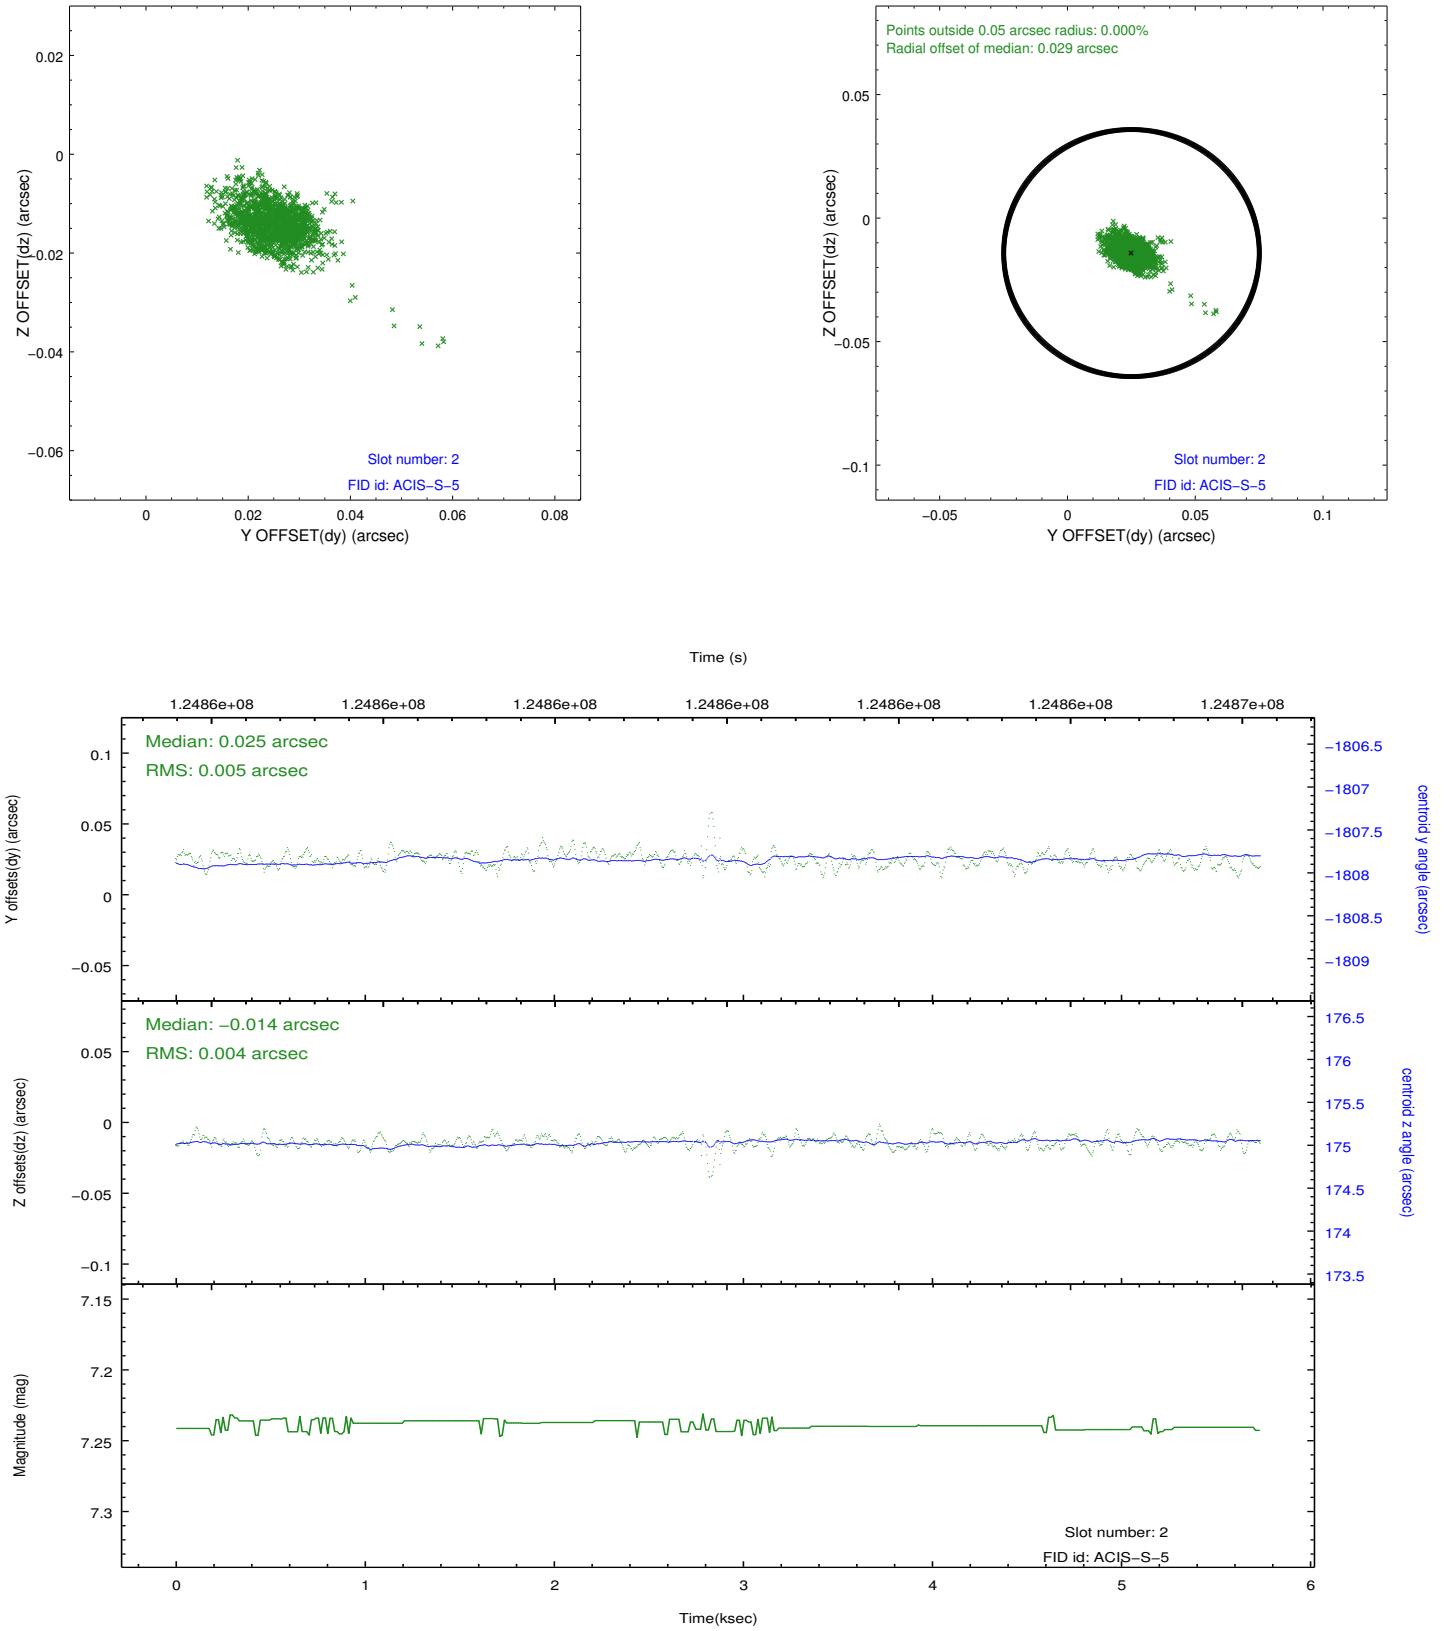 0.02
0
−0.02
−0.04
−0.06
Z OFFSET(dz) (arcsec)
Slot number: 2
FID id: ACIS−S−5
0
0.02
0.04
0.06
0.08
Y OFFSET(dy) (arcsec)
Points outside 0.05 arcsec radius: 0.000%
Radial offset of median: 0.029 arcsec
0.05
0
−0.05
−0.1
Z OFFSET(dz) (arcsec)
Slot number: 2
FID id: ACIS−S−5
−0.05
0
0.05
0.1
Y OFFSET(dy) (arcsec)
Time (s)
1.2486e+08
1.2486e+08
1.2486e+08
1.2486e+08
1.2486e+08
1.2486e+08
1.2487e+08
Median: 0.025 arcsec
RMS: 0.005 arcsec
0.1
0.05
0
−0.05
Y offsets(dy) (arcsec)
−1806.5
−1807
−1807.5
−1808
−1808.5
−1809
centroid y angle (arcsec)
Median: −0.014 arcsec
RMS: 0.004 arcsec
0.05
0
−0.05
−0.1
Z offsets(dz) (arcsec)
176.5
176
175.5
175
174.5
174
173.5
centroid z angle (arcsec)
7.15
7.2
7.25
7.3
Magnitude (mag)
Slot number: 2
FID id: ACIS−S−5
0
1
2
3
4
5
6
Time(ksec)